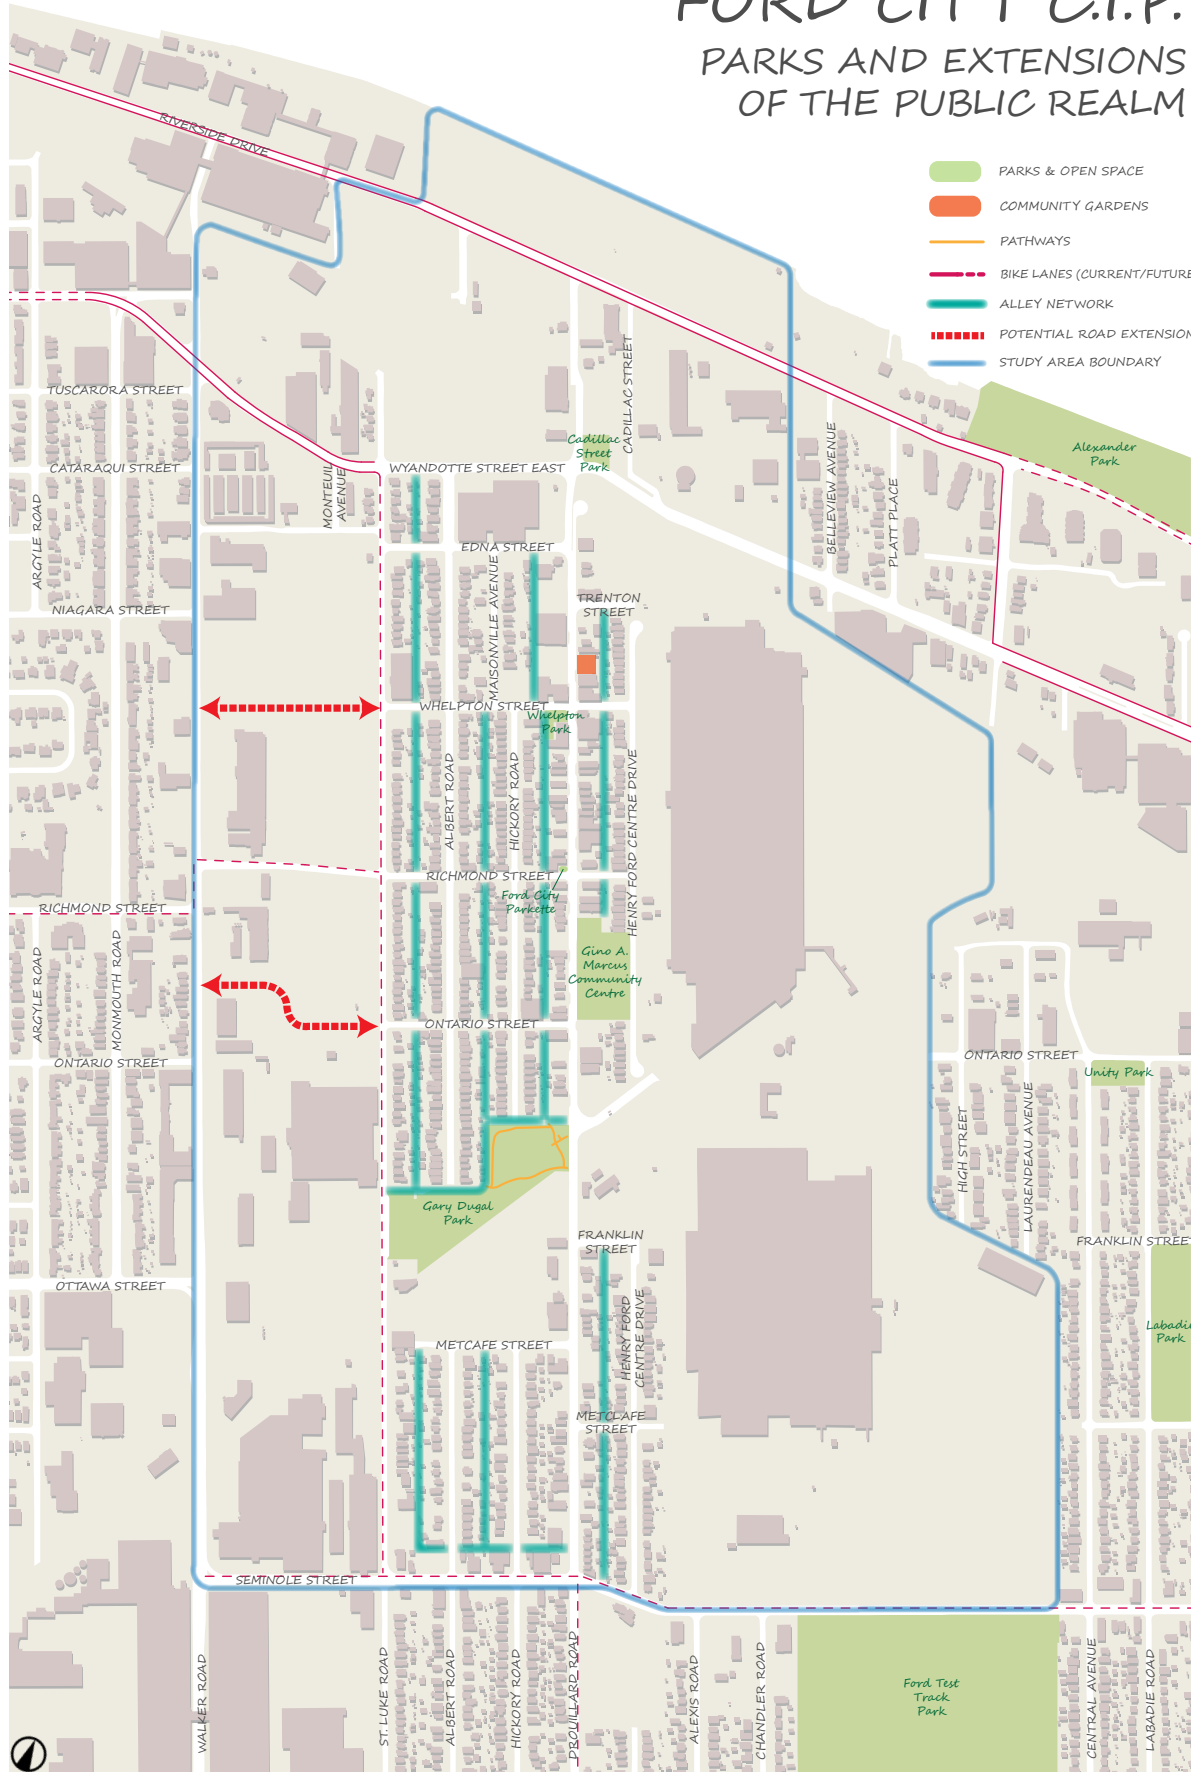 FORD CITY C.I.P.
PARKS AND EXTENSIONS
OF THE PUBLIC REALM
PARKS & OPEN SPACE
COMMUNITY GARDENS
PATHWAYS
BIKE LANES (CURRENT/FUTURE
ALLEY NETWORK
POTENTIAL ROAD EXTENSION
STUDY AREA BOUNDARY
RIVERSIDE DRIVE
TUSCARORA STREET
CADILLAC STREET
Cadillac
Street
Park
Alexander
Park
CATARAQUI STREET
MONTEUIL
AVENUE
WYANDOTTE STREET EAST
BELLEVIEW AVENUE
PLATT PLACE
ARGYLE ROAD
EDNA STREET
MAISONVILLE AVENUE
NIAGARA STREET
TRENTON
STREET
WHELPTON STREET
Whelpton
Park
ALBERT ROAD
HICKORY ROAD
HENRY FORD CENTRE DRIVE
RICHMOND STREET
Ford City
Parkette
RICHMOND STREET
ARGYLE ROAD
MONMOUTH ROAD
Gino A.
Marcus
Community
Centre
ONTARIO STREET
ONTARIO STREET
ONTARIO STREET
Unity Park
HIGH STREET
LAURENDEAU AVENUE
Gary Dugal
Park
FRANKLIN
STREET
FRANKLIN STREET
OTTAWA STREET
HENRY FORD
CENTRE DRIVE
Labadie
Park
METCAFE STREET
METCLAFE
STREET
SEMINOLE STREET
WALKER ROAD
ST. LUKE ROAD
ALBERT ROAD
HICKORY ROAD
DROUILLARD ROAD
ALEXIS ROAD
CHANDLER ROAD
Ford Test
Track
Park
CENTRAL AVENUE
LABADIE ROAD